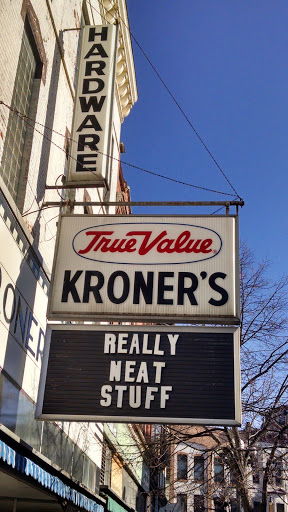 HARDWARE
True Value
KRONER'S
REALLY
NEAT
STUFF